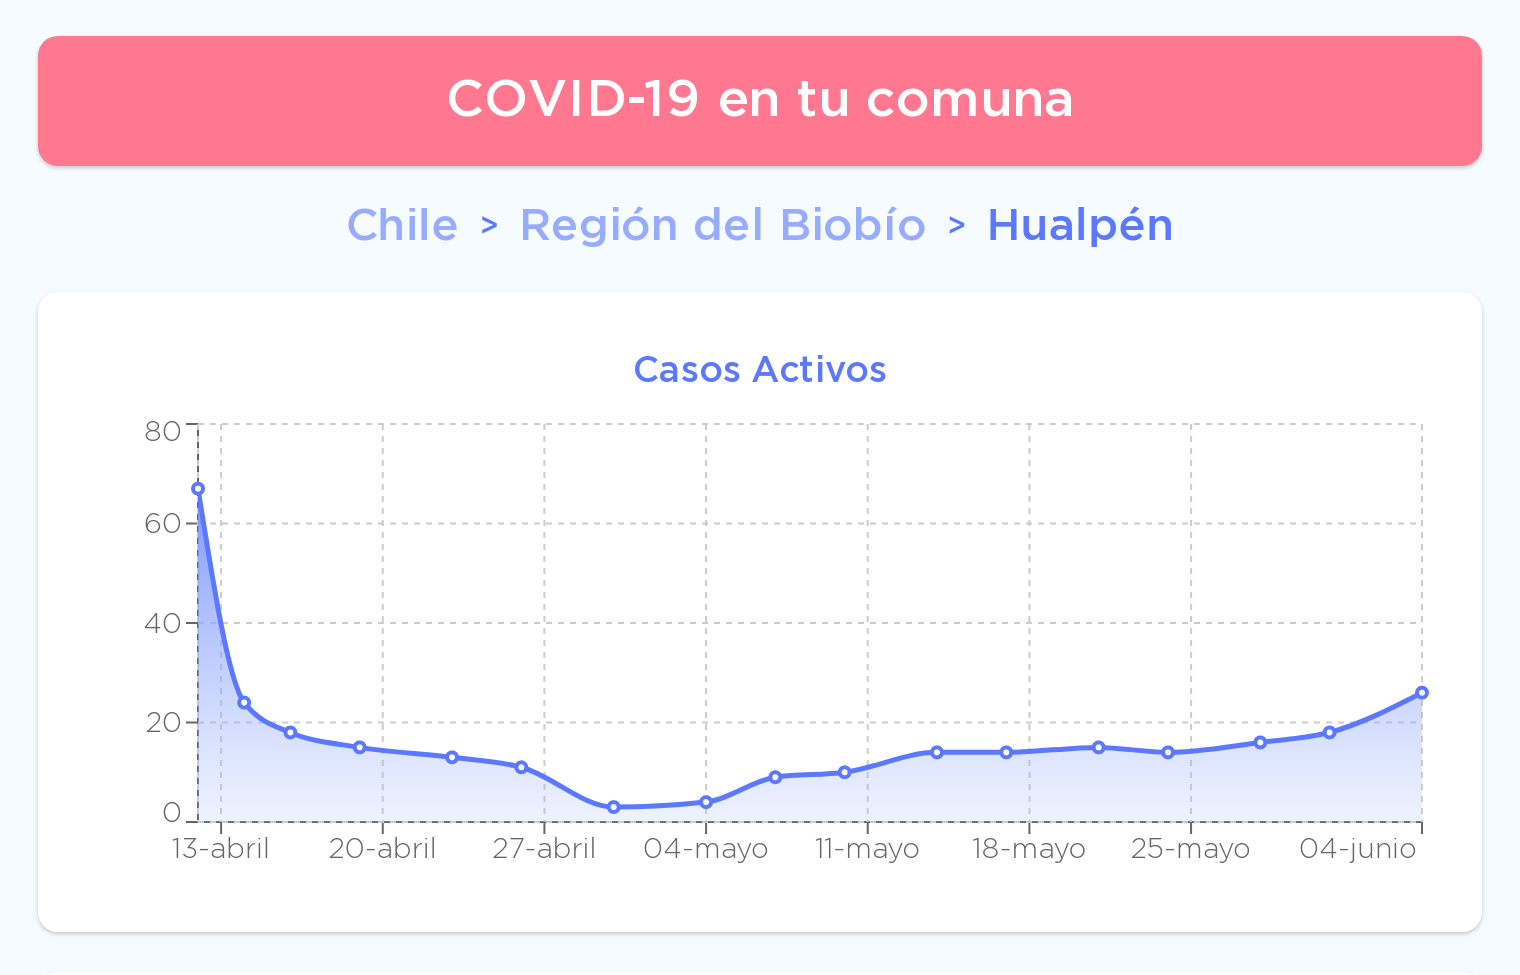 COVID-19 en tu comuna
Chile > Región del Biobío > Hualpén
Casos Activos
80
60
40
20
0
13-abril 20-abril 27-abril 04-mayo 11-mayo 18-mayo 25-mayo 04-junio